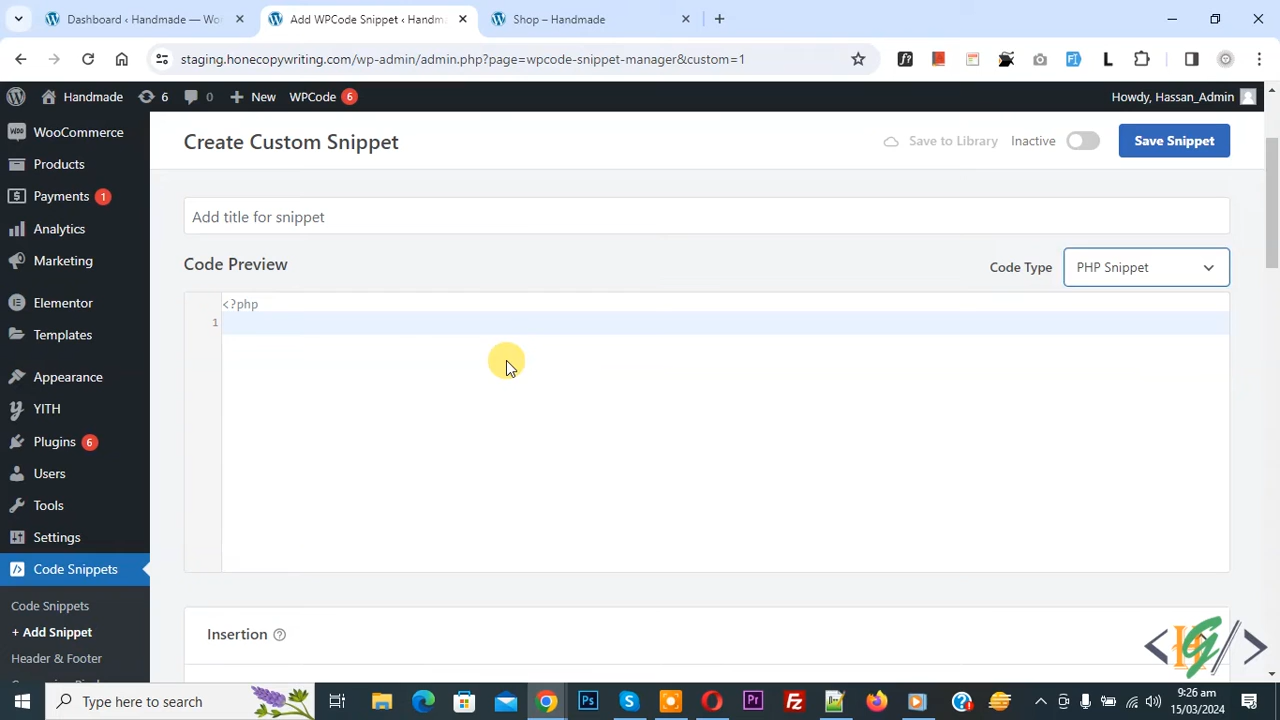 Dashboard ‹ Handmade — Wo
Add WPCode Snippet ‹ Handm
Shop – Handmade
staging.homecopywriting.com/wp-admin/admin.php?page=wpcode-snippet-manager&custom=1
Handmade
6
0
New
WPCode 6
Howdy, Hassan_Admin
WooCommerce
Products
Payments 1
Analytics
Marketing
Elementor
Templates
Appearance
YITH
Plugins 6
Users
Tools
Settings
Code Snippets
Code Snippets
+ Add Snippet
Header & Footer
Create Custom Snippet
Save to Library
Inactive
Save Snippet
Add title for snippet
Code Preview
Code Type
PHP Snippet
<?php
1
Insertion
Type here to search
9:26 am
15/03/2024